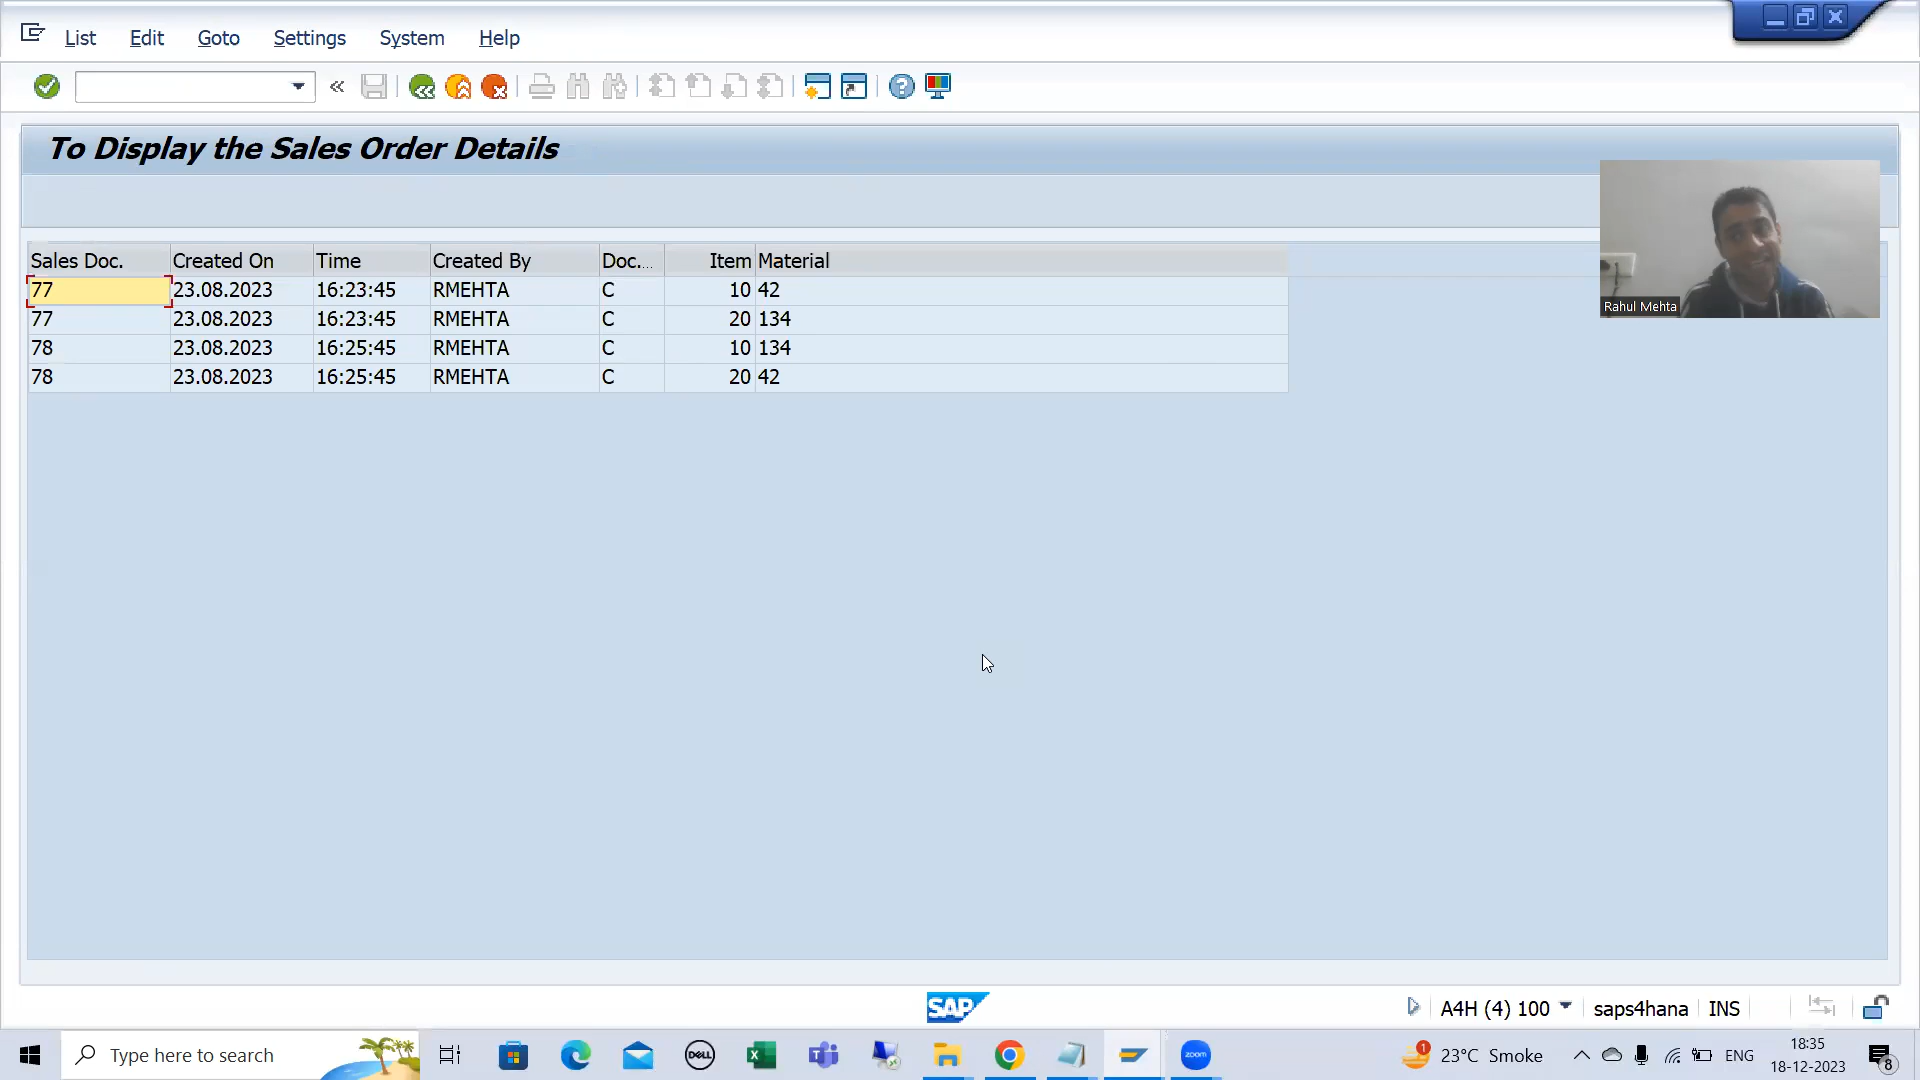 List Edit Goto Settings System Help
To Display the Sales Order Details
Rahul Mehta
Sales Doc. Created On Time Created By Doc.... Item Material
77 23.08.2023 16:23:45 RMEHTA C 10 42
77 23.08.2023 16:23:45 RMEHTA C 20 134
78 23.08.2023 16:25:45 RMEHTA C 10 134
78 23.08.2023 16:25:45 RMEHTA C 20 42
SAP
A4H (4) 100 saps4hana INS
Type here to search
DELL
zoom
1
23°C Smoke
ENG
18:35
18-12-2023
8